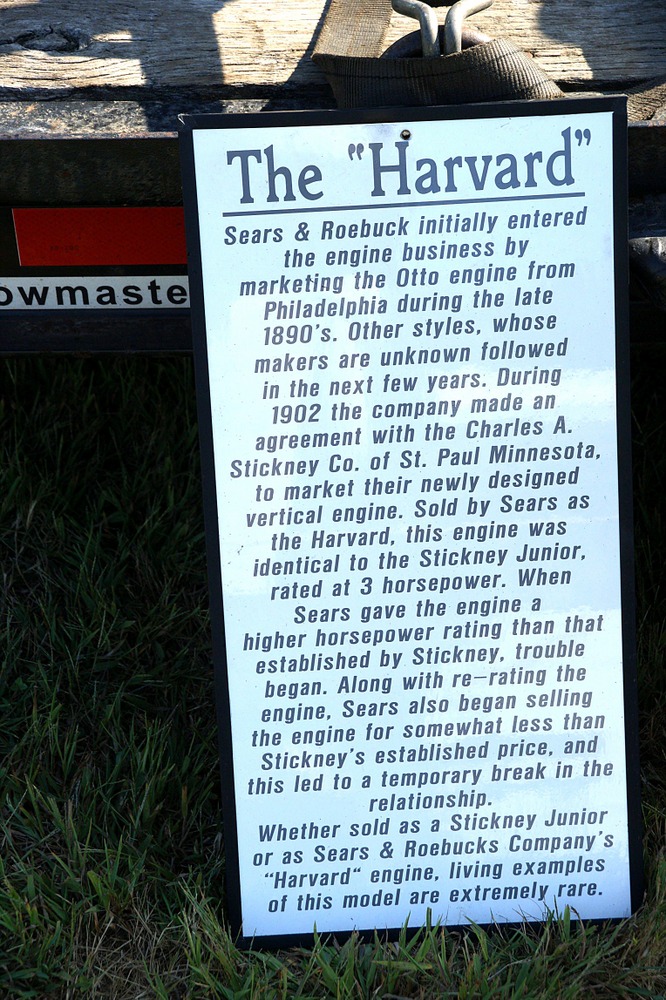 The "Harvard"
Sears & Roebuck initially entered
the engine business by
marketing the Otto engine from
Philadelphia during the late
1890's. Other styles, whose
makers are unknown followed
in the next few years. During
1902 the company made an
agreement with the Charles A.
Stickney Co. of St. Paul Minnesota,
to market their newly designed
vertical engine. Sold by Sears as
the Harvard, this engine was
identical to the Stickney Junior,
rated at 3 horsepower. When
Sears gave the engine a
higher horsepower rating than that
established by Stickney, trouble
began. Along with re-rating the
engine, Sears also began selling
the engine for somewhat less than
Stickney's established price, and
this led to a temporary break in the
relationship.
Whether sold as a Stickney Junior
or as Sears & Roebucks Company's
"Harvard" engine, living examples
of this model are extremely rare.
owmaste